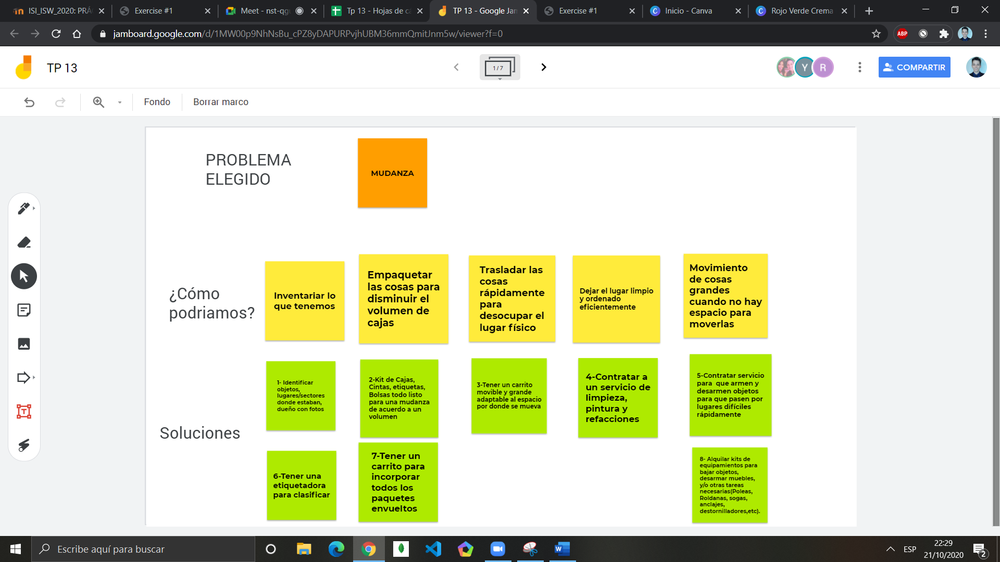 ISI_ISW_2020: PRÁ
Exercise #1
Meet - nst-qg
Tp 13 - Hojas de c
TP 13 - Google Jam
Exercise #1
Inicio - Canva
Rojo Verde Crema
jamboard.google.com/d/1MW00p9NhNsBu_cPZ8yDAPURPvjhUBM36mmQmitJnm5w/viewer?f=0
ABP
TP 13
1 / 7
Y
R
COMPARTIR
Fondo
Borrar marco
PROBLEMA
ELEGIDO
MUDANZA
¿Cómo
podriamos?
Inventariar lo
que tenemos
Empaquetar
las cosas para
disminuir el
volumen de
cajas
Trasladar las
cosas
rápidamente
para
desocupar el
lugar físico
Dejar el lugar limpio
y ordenado
eficientemente
Movimiento
de cosas
grandes
cuando no hay
espacio para
moverlas
Soluciones
1- Identificar
objetos,
lugares/sectores
donde estaban,
dueño con fotos
2-Kit de Cajas,
Cintas, etiquetas,
Bolsas todo listo
para una mudanza
de acuerdo a un
volumen
3-Tener un carrito
movible y grande
adaptable al espacio
por donde se mueva
4-Contratar a
un servicio de
limpieza,
pintura y
refacciones
5-Contratar servicio
para que armen y
desarmen objetos
para que pasen por
lugares difíciles
rápidamente
6-Tener una
etiquetadora
para clasificar
7-Tener un
carrito para
incorporar
todos los
paquetes
envueltos
8- Alquilar kits de
equipamientos para
bajar objetos,
desarmar muebles,
y/o otras tareas
necesarias(Poleas,
Roldanas, sogas,
anclajes,
destornilladores,etc).
Escribe aquí para buscar
ESP
22:29
21/10/2020
2